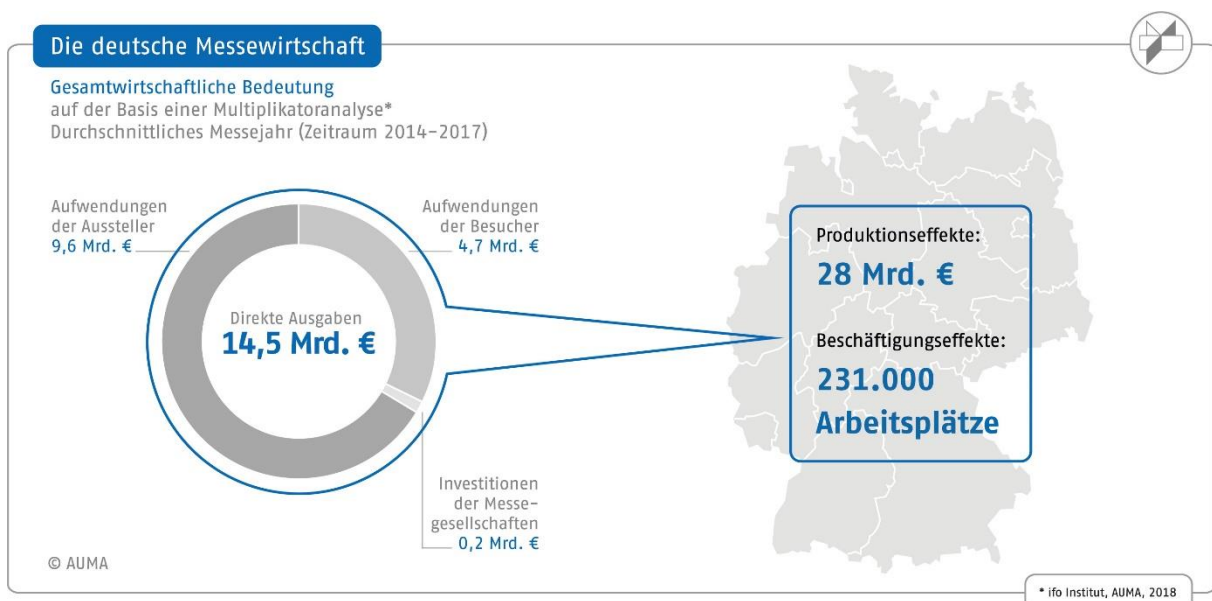 Die deutsche Messewirtschaft
Gesamtwirtschaftliche Bedeutung
auf der Basis einer Multiplikatoranalyse*
Durchschnittliches Messejahr (Zeitraum 2014–2017)
Aufwendungen
der Aussteller
9,6 Mrd. €
Aufwendungen
der Besucher
4,7 Mrd. €
Direkte Ausgaben
14,5 Mrd. €
Investitionen
der Messe-
gesellschaften
0,2 Mrd. €
Produktionseffekte:
28 Mrd. €
Beschäftigungseffekte:
231.000
Arbeitsplätze
© AUMA
* ifo Institut, AUMA, 2018